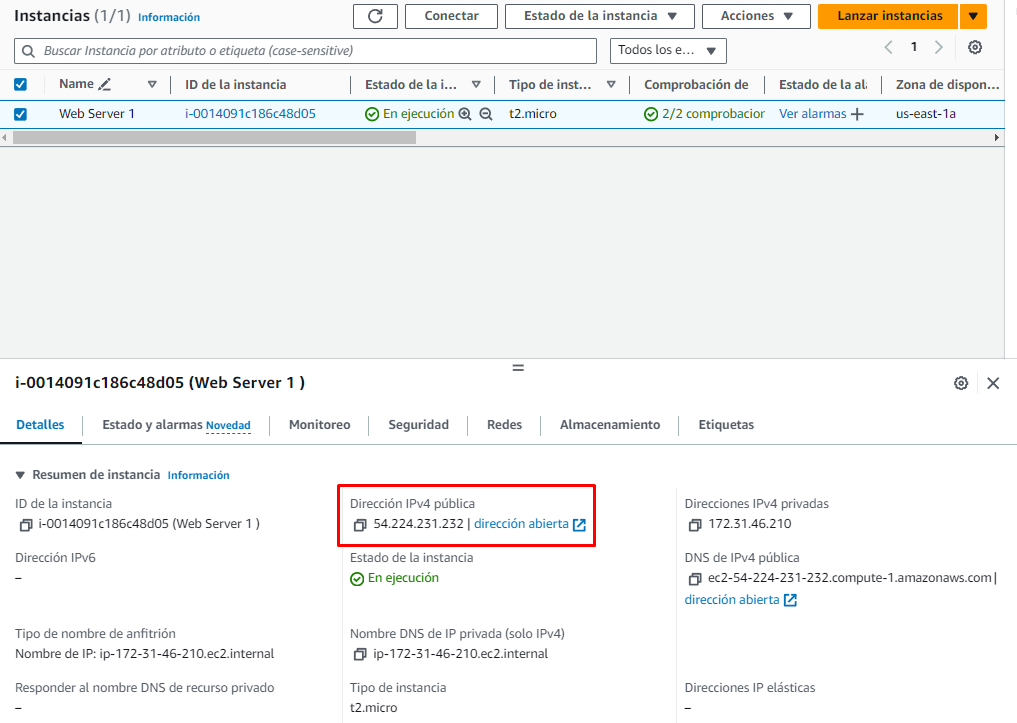 Instancias (1/1) Información
Conectar
Estado de la instancia
Acciones
Lanzar instancias
Buscar Instancia por atributo o etiqueta (case-sensitive)
Todos los e...
1
Name ID de la instancia Estado de la i... Tipo de inst... Comprobación de Estado de la al Zona de dispon...
Web Server 1 i-0014091c186c48d05 En ejecución t2.micro 2/2 comprobacior Ver alarmas us-east-1a
i-0014091c186c48d05 (Web Server 1 )
Detalles Estado y alarmas Novedad Monitoreo Seguridad Redes Almacenamiento Etiquetas
Resumen de instancia Información
ID de la instancia
i-0014091c186c48d05 (Web Server 1 )
Dirección IPv4 pública
54.224.231.232 | dirección abierta
Direcciones IPv4 privadas
172.31.46.210
Dirección IPv6
–
Estado de la instancia
En ejecución
DNS de IPv4 pública
ec2-54-224-231-232.compute-1.amazonaws.com |
dirección abierta
Tipo de nombre de anfitrión
Nombre de IP: ip-172-31-46-210.ec2.internal
Nombre DNS de IP privada (solo IPv4)
ip-172-31-46-210.ec2.internal
Responder al nombre DNS de recurso privado
–
Tipo de instancia
t2.micro
Direcciones IP elásticas
–